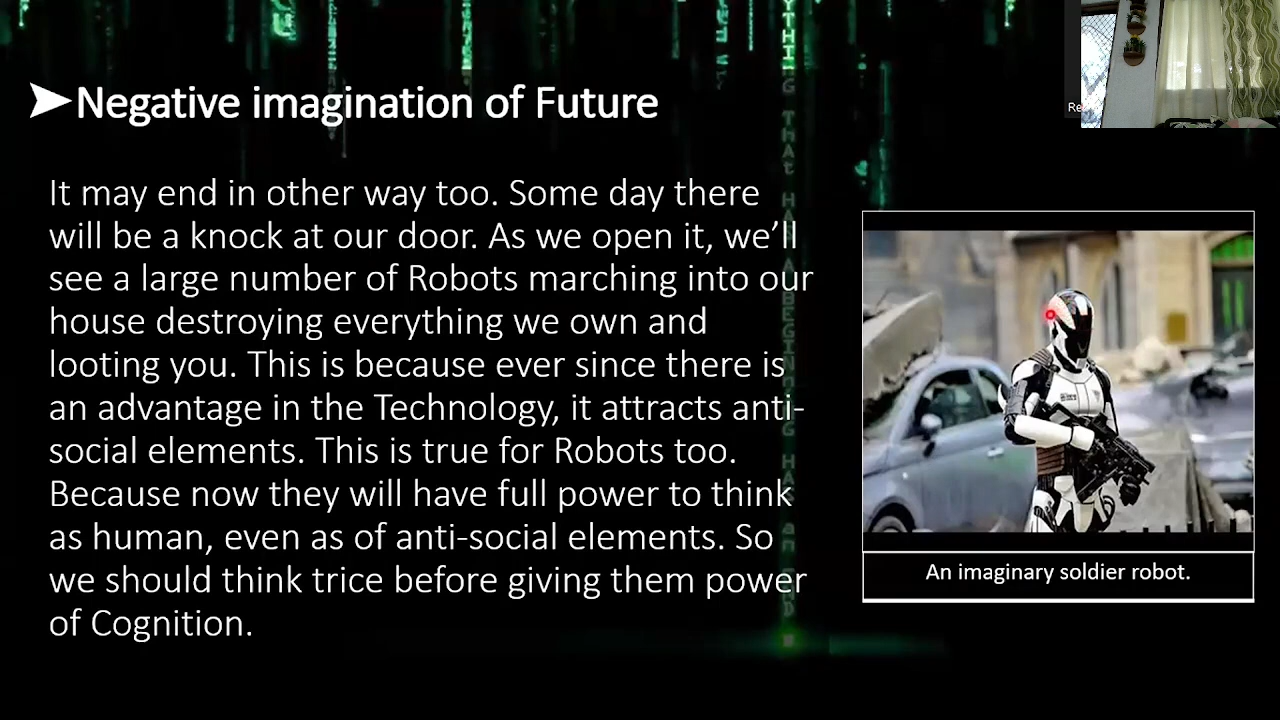 ➤Negative imagination of Future
It may end in other way too. Some day there
will be a knock at our door. As we open it, we’ll
see a large number of Robots marching into our
house destroying everything we own and
looting you. This is because ever since there is
an advantage in the Technology, it attracts anti-
social elements. This is true for Robots too.
Because now they will have full power to think
as human, even as of anti-social elements. So
we should think trice before giving them power
of Cognition.
An imaginary soldier robot.